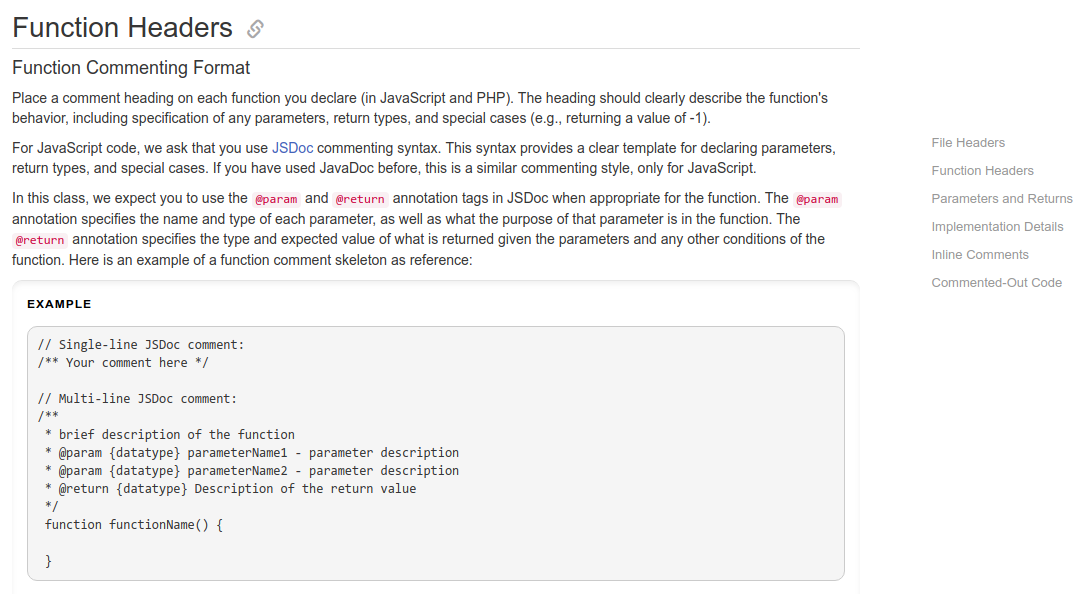 Function Headers
Function Commenting Format
Place a comment heading on each function you declare (in JavaScript and PHP). The heading should clearly describe the function's
behavior, including specification of any parameters, return types, and special cases (e.g., returning a value of -1).
For JavaScript code, we ask that you use JSDoc commenting syntax. This syntax provides a clear template for declaring parameters,
return types, and special cases. If you have used JavaDoc before, this is a similar commenting style, only for JavaScript.
In this class, we expect you to use the @param and @return annotation tags in JSDoc when appropriate for the function. The @param
annotation specifies the name and type of each parameter, as well as what the purpose of that parameter is in the function. The
@return annotation specifies the type and expected value of what is returned given the parameters and any other conditions of the
function. Here is an example of a function comment skeleton as reference:
EXAMPLE
// Single-line JSDoc comment:
/** Your comment here */
// Multi-line JSDoc comment:
/**
* brief description of the function
* @param {datatype} parameterName1 - parameter description
* @param {datatype} parameterName2 - parameter description
* @return {datatype} Description of the return value
*/
function functionName() {
}
File Headers
Function Headers
Parameters and Returns
Implementation Details
Inline Comments
Commented-Out Code